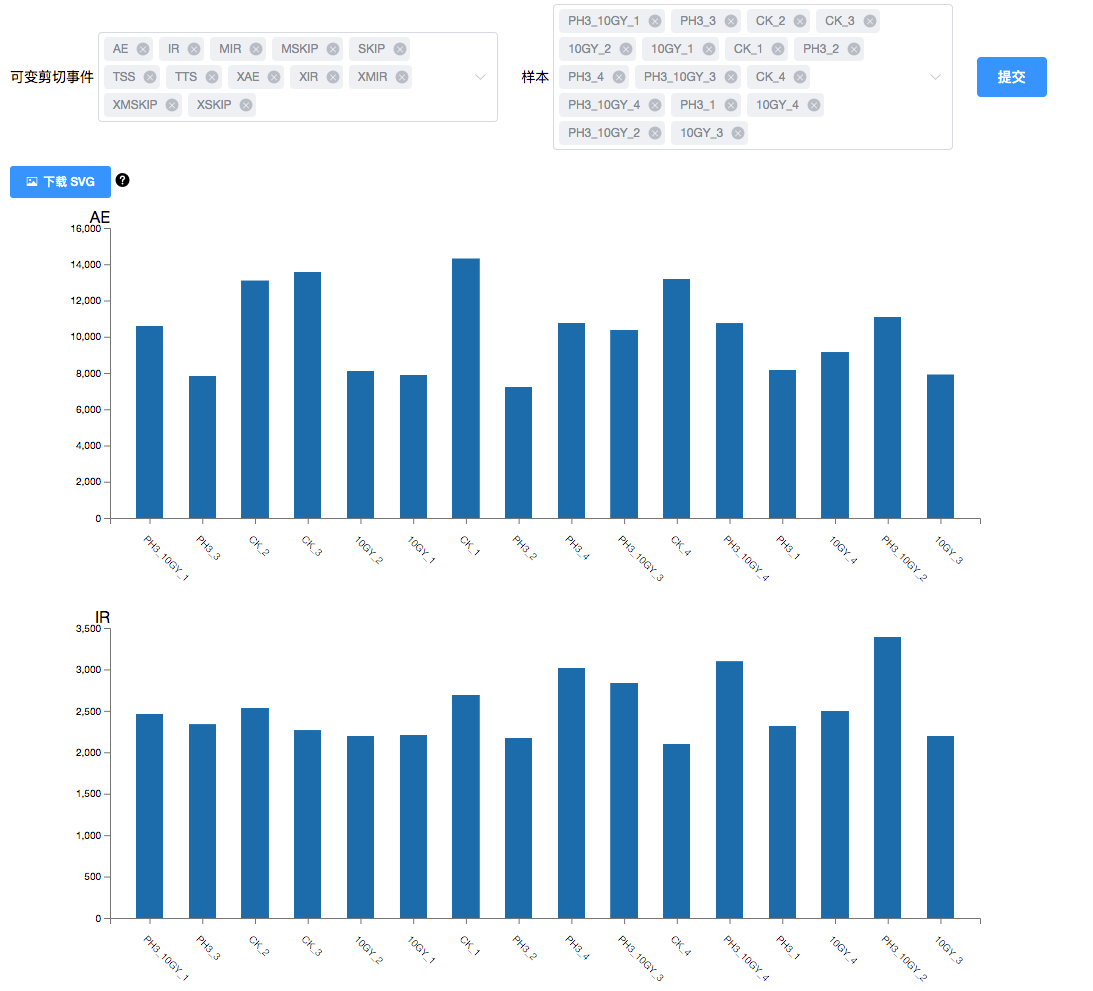 可变剪切事件
AE IR MIR MSKIP SKIP
TSS TTS XAE XIR XMIR
XMSKIP XSKIP
样本
PH3_10GY_1 PH3_3 CK_2 CK_3
10GY_2 10GY_1 CK_1 PH3_2
PH3_4 PH3_10GY_3 CK_4
PH3_10GY_4 PH3_1 10GY_4
PH3_10GY_2 10GY_3
提交
下载 SVG ?
AE
16,000
14,000
12,000
10,000
8,000
6,000
4,000
2,000
0
PH3_10GY_1 PH3_3 CK_2 CK_3 10GY_2 10GY_1 CK_1 PH3_2 PH3_4 PH3_10GY_3 CK_4 PH3_10GY_4 PH3_1 10GY_4 PH3_10GY_2 10GY_3
IR
3,500
3,000
2,500
2,000
1,500
1,000
500
0
PH3_10GY_1 PH3_3 CK_2 CK_3 10GY_2 10GY_1 CK_1 PH3_2 PH3_4 PH3_10GY_3 CK_4 PH3_10GY_4 PH3_1 10GY_4 PH3_10GY_2 10GY_3